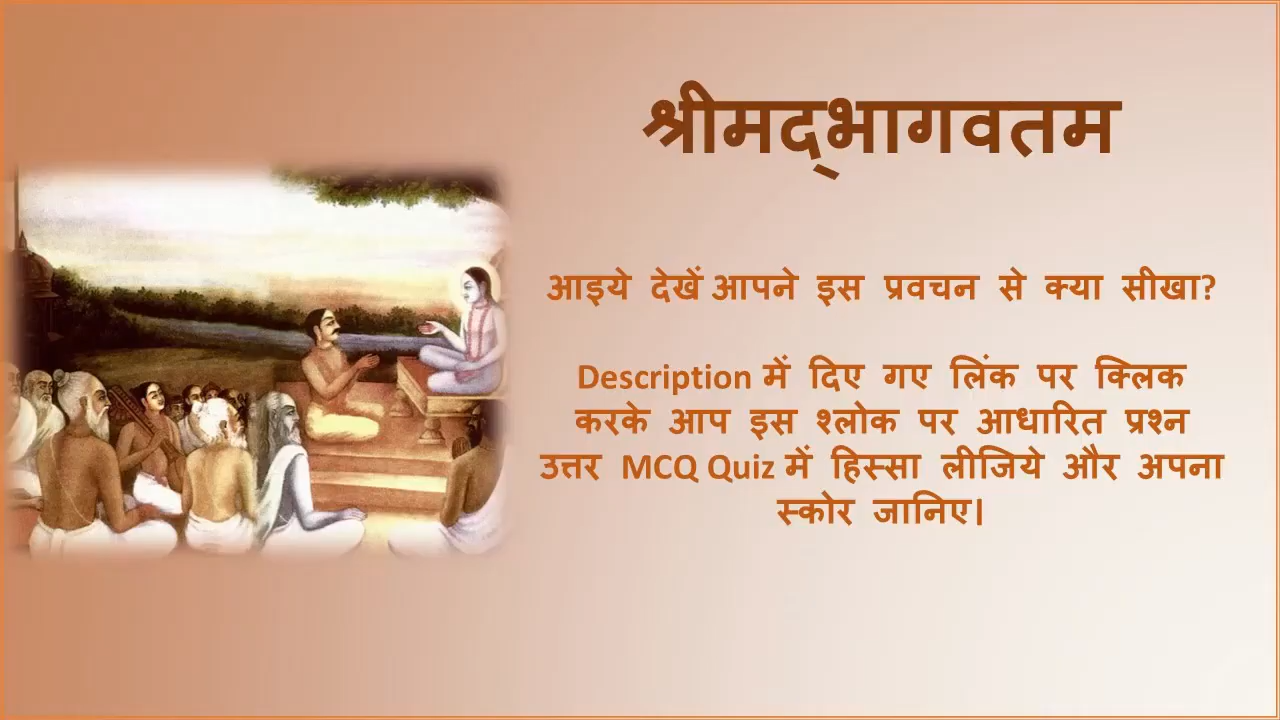 श्रीमद्‌भागवतम
आइये देखें आपने इस प्रवचन से क्या सीखा?
Description में दिए गए लिंक पर क्लिक
करके आप इस श्लोक पर आधारित प्रश्न
उत्तर MCQ Quiz में हिस्सा लीजिये और अपना
स्कोर जानिए।